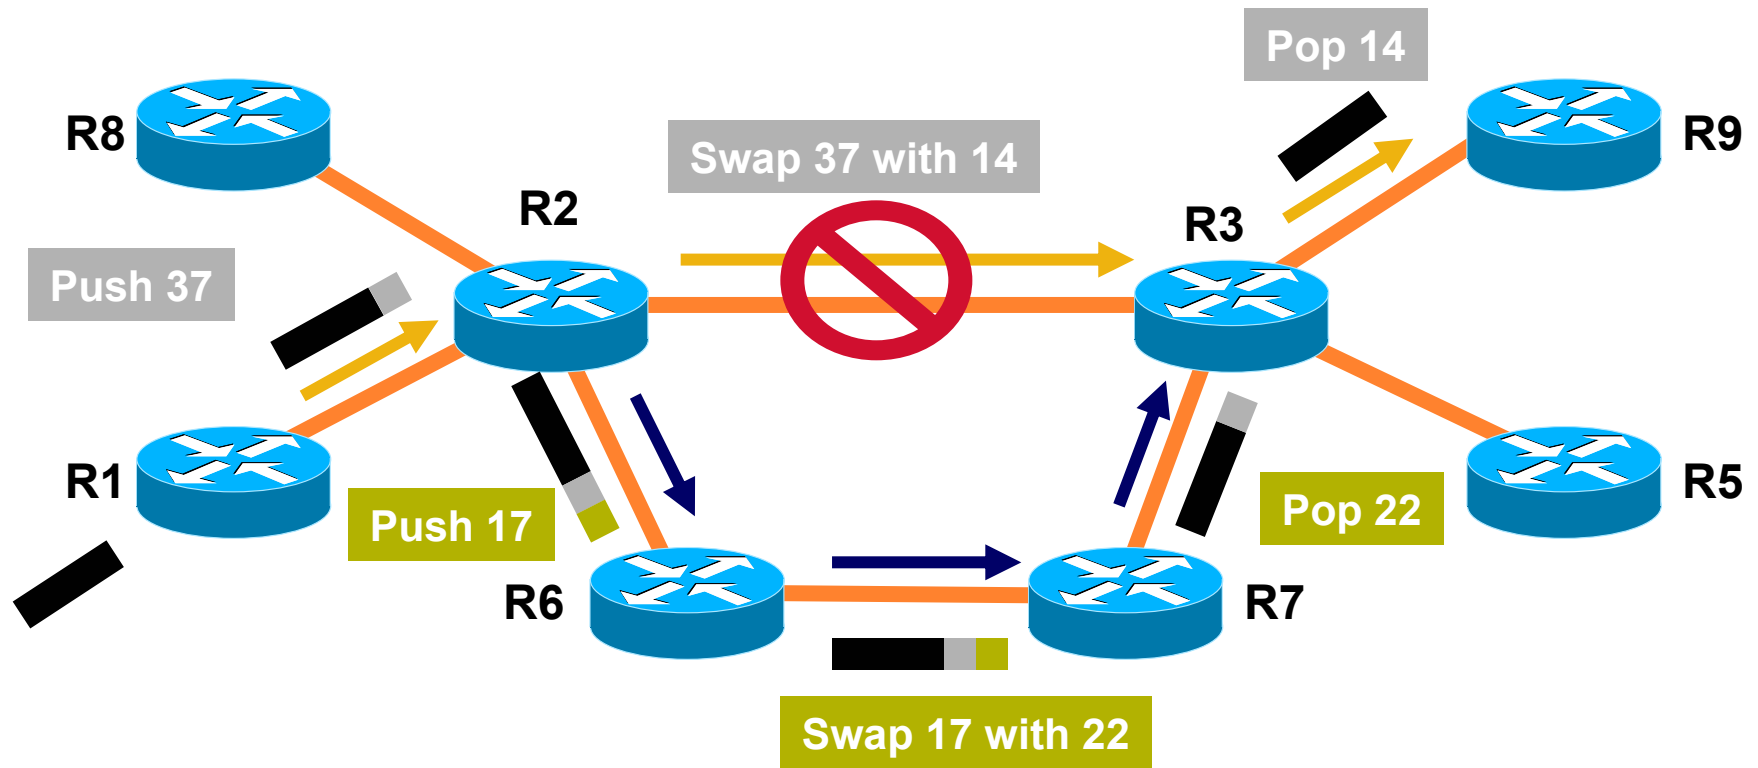 Pop 14
R8
R9
Swap 37 with 14
R2
R3
Push 37
R1
R5
Push 17
Pop 22
R6
R7
Swap 17 with 22